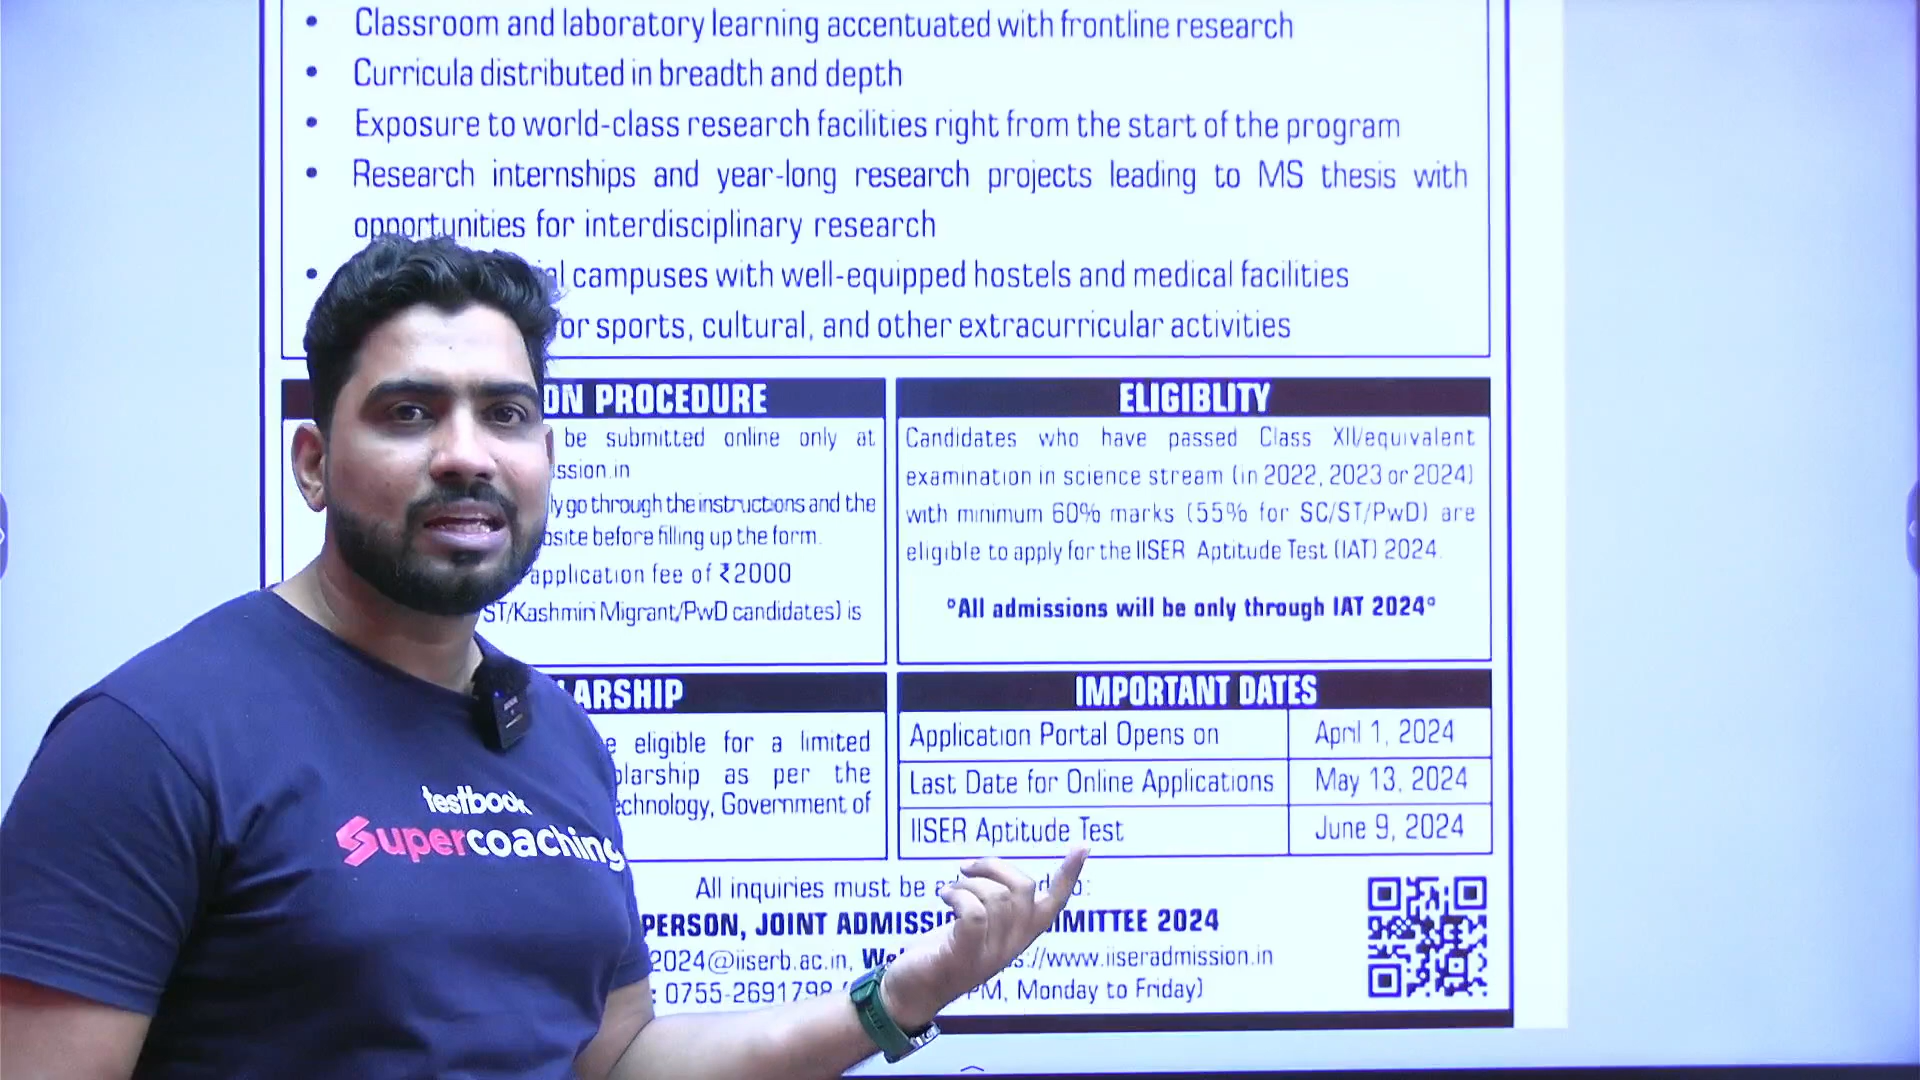 • Classroom and laboratory learning accentuated with frontline research
• Curricula distributed in breadth and depth
• Exposure to world-class research facilities right from the start of the program
• Research internships and year-long research projects leading to MS thesis with
opportunities for interdisciplinary research
• campuses with well-equipped hostels and medical facilities
or sports, cultural, and other extracurricular activities
ON PROCEDURE
be submitted online only at
ssion.in
ly go through the instructions and the
bsite before filling up the form.
application fee of ₹2000
ST/Kashmiri Migrant/PwD candidates) is
ELIGIBLITY
Candidates who have passed Class XII/equivalent
examination in science stream (in 2022, 2023 or 2024)
with minimum 60% marks (55% for SC/ST/PwD) are
eligible to apply for the IISER Aptitude Test (IAT) 2024.
°All admissions will be only through IAT 2024°
LARSHIP
e eligible for a limited
olarship as per the
echnology, Government of
IMPORTANT DATES
Application Portal Opens on April 1, 2024
Last Date for Online Applications May 13, 2024
IISER Aptitude Test June 9, 2024
All inquiries must be
PERSON, JOINT ADMISSI MMITTEE 2024
2024@iiserb.ac.in, We s://www.iiseradmission.in
: 0755-2691798 PM, Monday to Friday)
testbook
Supercoaching